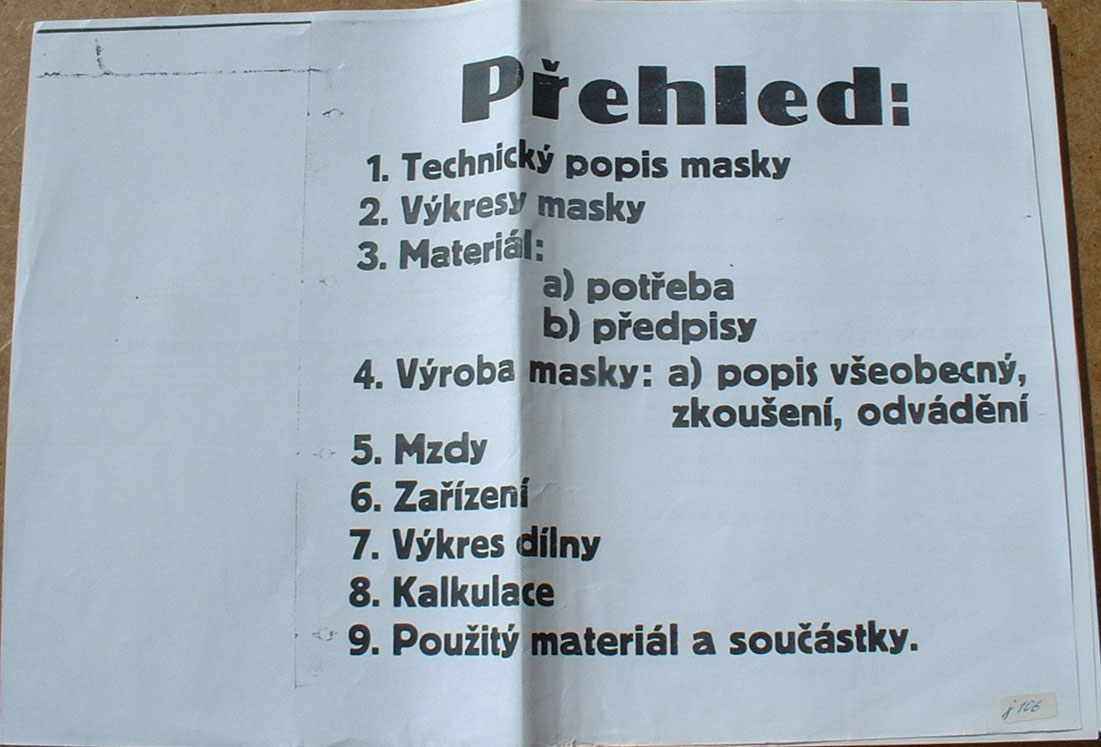 Přehled:
1. Technický popis masky
2. Výkresy masky
3. Materiál:
a) potřeba
b) předpisy
4. Výroba masky: a) popis všeobecný,
zkoušení, odvádění
5. Mzdy
6. Zařízení
7. Výkres dílny
8. Kalkulace
9. Použitý materiál a součástky.
j 106